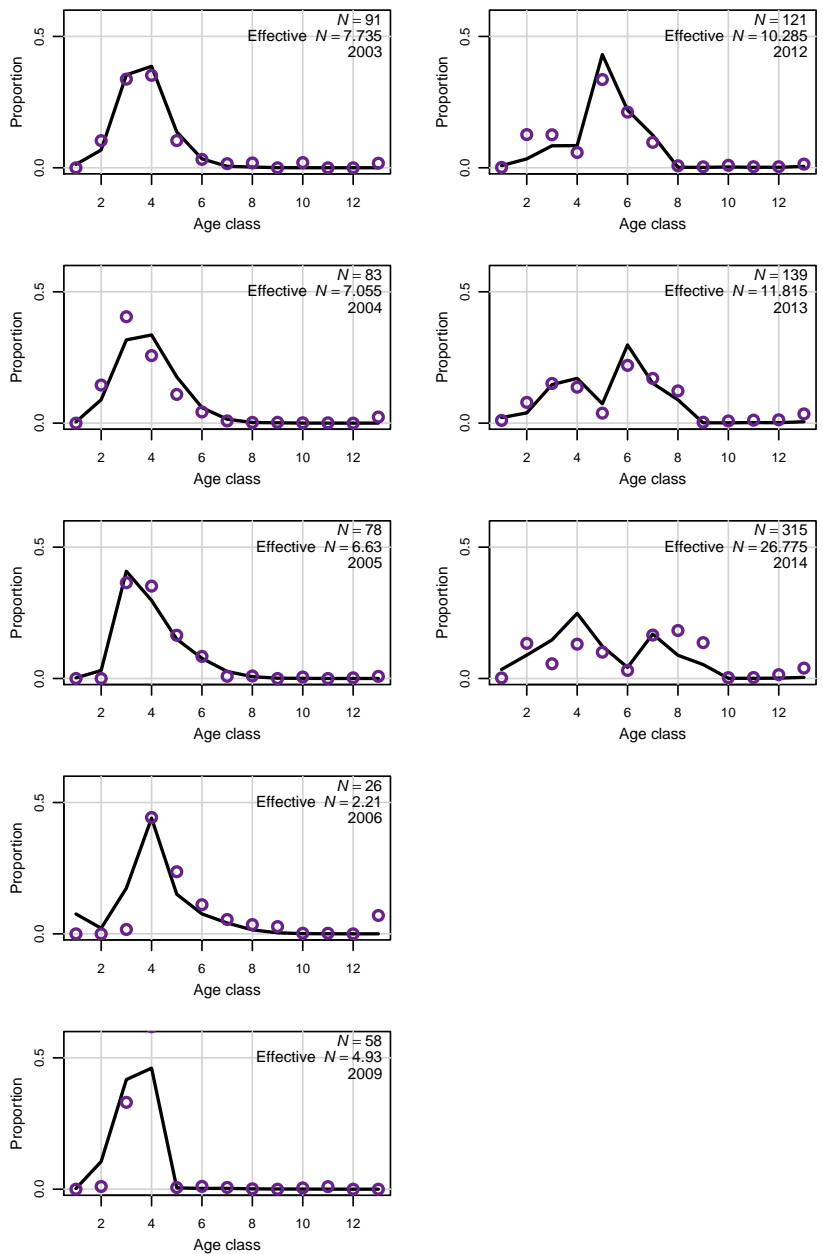 N = 91
Effective N = 7.735
2003
0.5
0.0
Proportion
2 4 6 8 10 12
Age class
N = 83
Effective N = 7.055
2004
0.5
0.0
Proportion
2 4 6 8 10 12
Age class
N = 78
Effective N = 6.63
2005
0.5
0.0
Proportion
2 4 6 8 10 12
Age class
N = 26
Effective N = 2.21
2006
0.5
0.0
Proportion
2 4 6 8 10 12
Age class
N = 58
Effective N = 4.93
2009
0.5
0.0
Proportion
2 4 6 8 10 12
Age class
N = 121
Effective N = 10.285
2012
0.5
0.0
Proportion
2 4 6 8 10 12
Age class
N = 139
Effective N = 11.815
2013
0.5
0.0
Proportion
2 4 6 8 10 12
Age class
N = 315
Effective N = 26.775
2014
0.5
0.0
Proportion
2 4 6 8 10 12
Age class